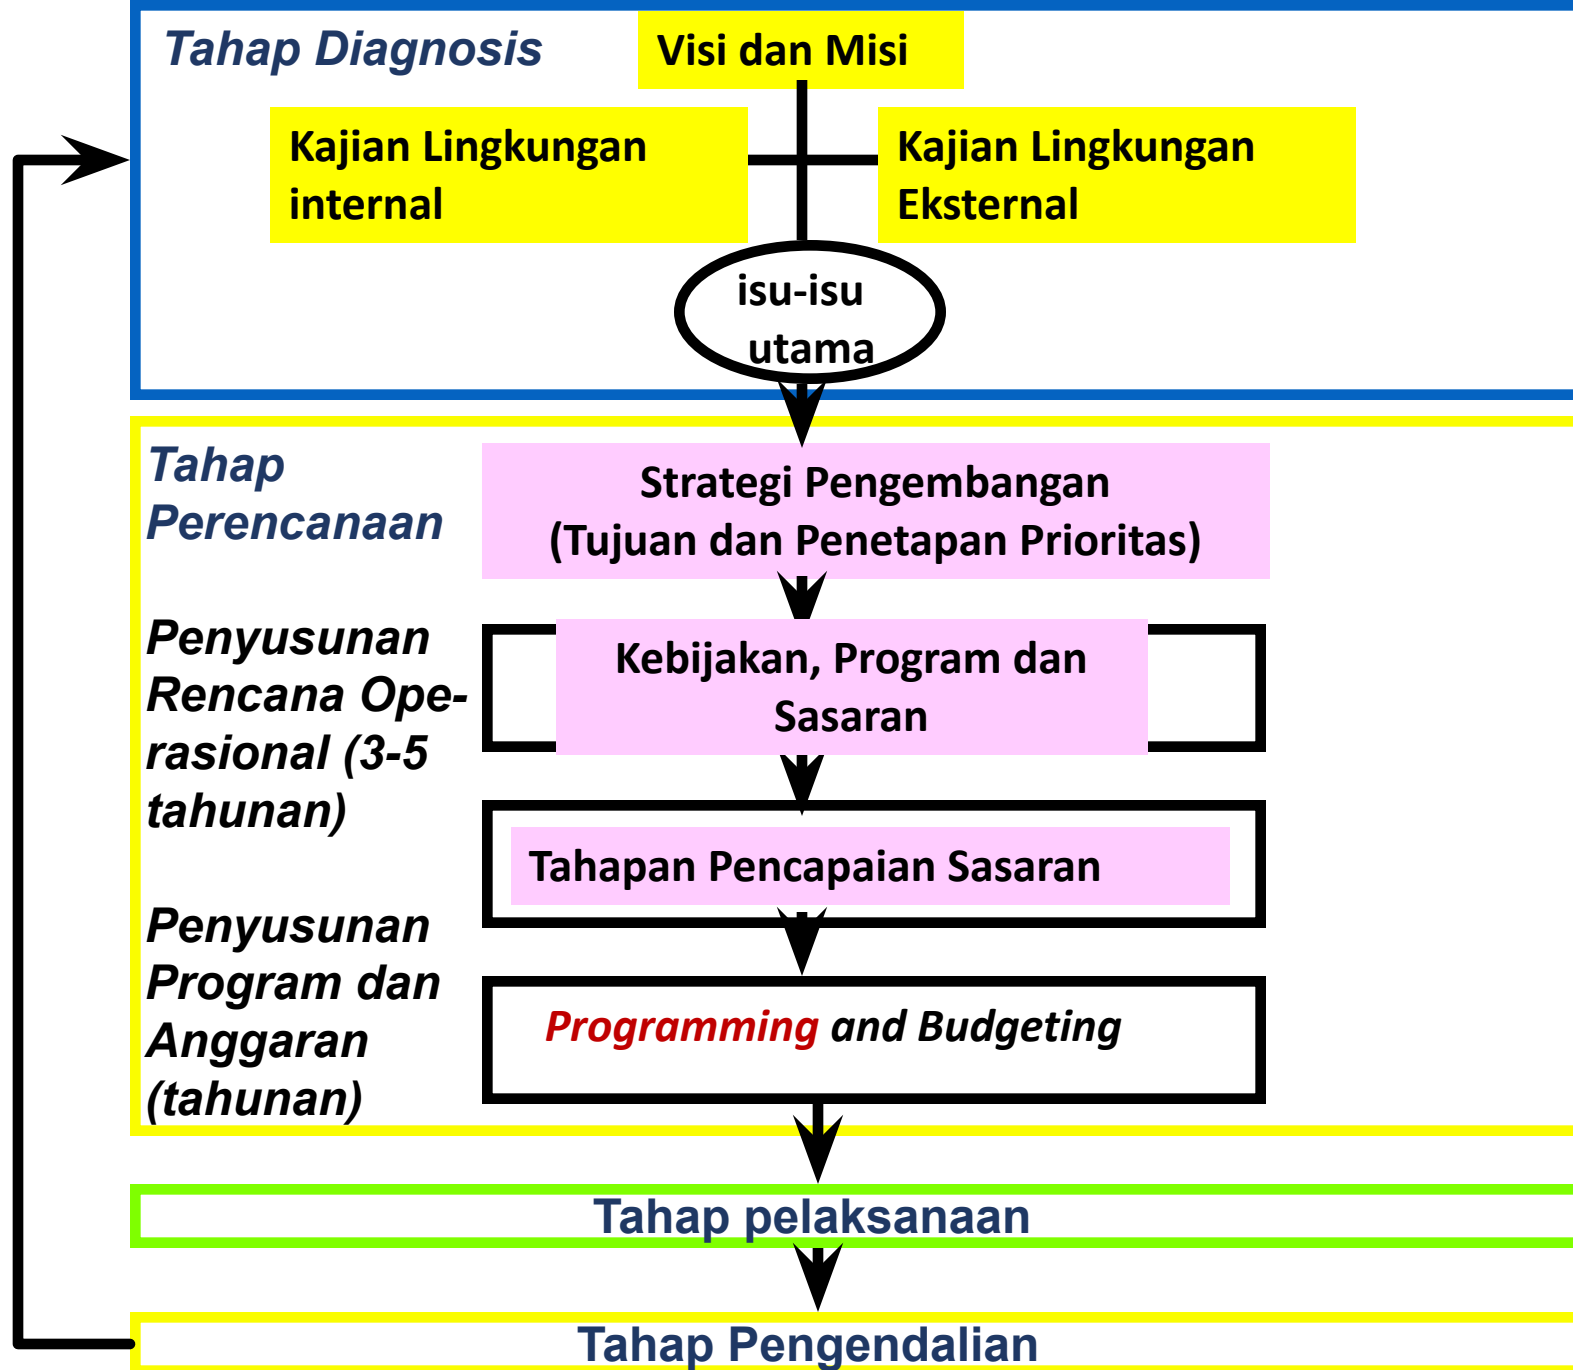 Tahap Diagnosis
Visi dan Misi
Kajian Lingkungan
internal
Kajian Lingkungan
Eksternal
isu-isu
utama
Tahap
Perencanaan
Strategi Pengembangan
(Tujuan dan Penetapan Prioritas)
Penyusunan
Rencana Ope-
rasional (3-5
tahunan)
Kebijakan, Program dan
Sasaran
Tahapan Pencapaian Sasaran
Penyusunan
Program dan
Anggaran
(tahunan)
Programming and Budgeting
Tahap pelaksanaan
Tahap Pengendalian